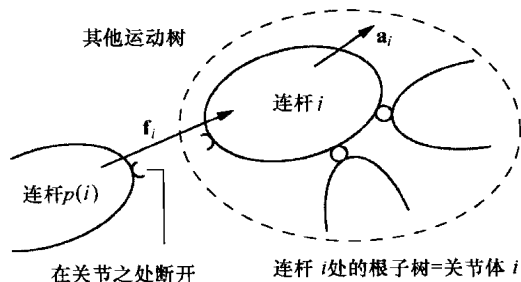 其他运动树
a_i
连杆 i
f_i
连杆p(i)
在关节之处断开
连杆 i处的根子树=关节体 i